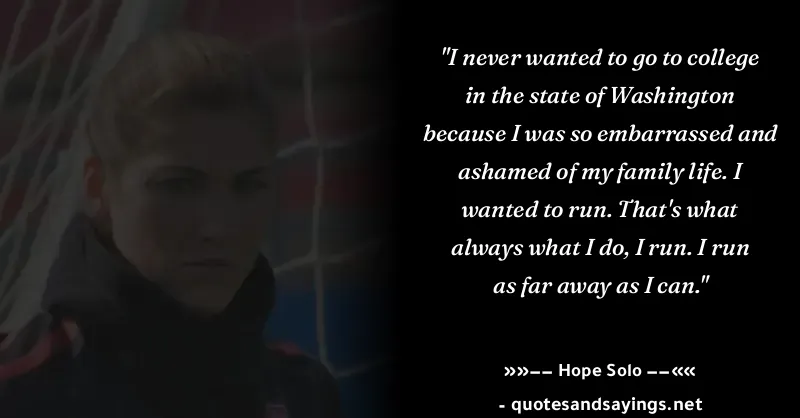 "I never wanted to go to college
in the state of Washington
because I was so embarrassed and
ashamed of my family life. I
wanted to run. That's what
always what I do, I run. I run
as far away as I can."
»»−− Hope Solo −−««
- quotesandsayings.net